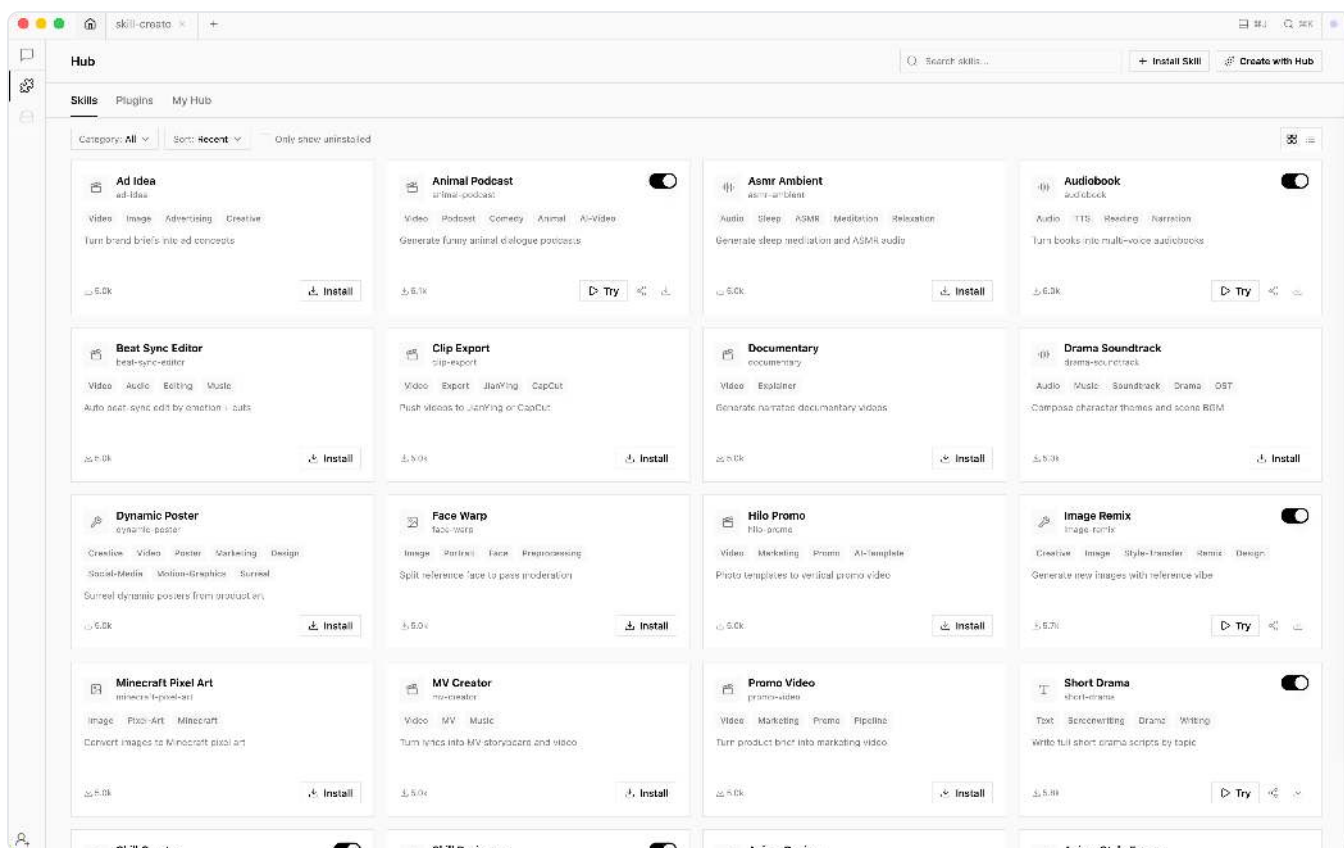 skill-creato
Hub
Search skills...
+ Install Skill
Create with Hub
Skills Plugins My Hub
Category: All
Sort: Recent
Only show uninstalled
Ad Idea
ad-idea
Video Image Advertising Creative
Turn brand briefs into ad concepts
Install
Animal Podcast
animal-podcast
Video Podcast Comedy Animal AI-Video
Generate funny animal dialogue podcasts
6.1k
Try
Asmr Ambient
asmr-ambient
Audio Sleep ASMR Meditation Relaxation
Generate sleep meditation and ASMR audio
Install
Audiobook
audiobook
Audio TTS Reading Narration
Turn books into multi-voice audiobooks
Try
Beat Sync Editor
beat-sync-editor
Video Audio Editing Music
Auto beat-sync edit by emotion + cuts
Install
Clip Export
clip-export
Video Export JianYing CapCut
Push videos to JianYing or CapCut
Install
Documentary
documentary
Video Explainer
Generate narrated documentary videos
Install
Drama Soundtrack
drama-soundtrack
Audio Music Soundtrack Drama OST
Compose character themes and scene BGM
Install
Dynamic Poster
dynamic-poster
Creative Video Poster Marketing Design
Social-Media Motion-Graphics Surreal
Surreal dynamic posters from product art
Install
Face Warp
face-warp
Image Portrait Face Preprocessing
Split reference face to pass moderation
Install
Hilo Promo
hilo-promo
Video Marketing Promo AI-Template
Photo templates to vertical promo video
Install
Image Remix
image-remix
Creative Image Style-Transfer Remix Design
Generate new images with reference vibe
5.7k
Try
Minecraft Pixel Art
minecraft-pixel-art
Image Pixel-Art Minecraft
Convert images to Minecraft pixel art
Install
MV Creator
mv-creator
Video MV Music
Turn lyrics into MV storyboard and video
Install
Promo Video
promo-video
Video Marketing Promo Pipeline
Turn product brief into marketing video
Install
Short Drama
short-drama
Text Screenwriting Drama Writing
Write full short drama scripts by topic
Try